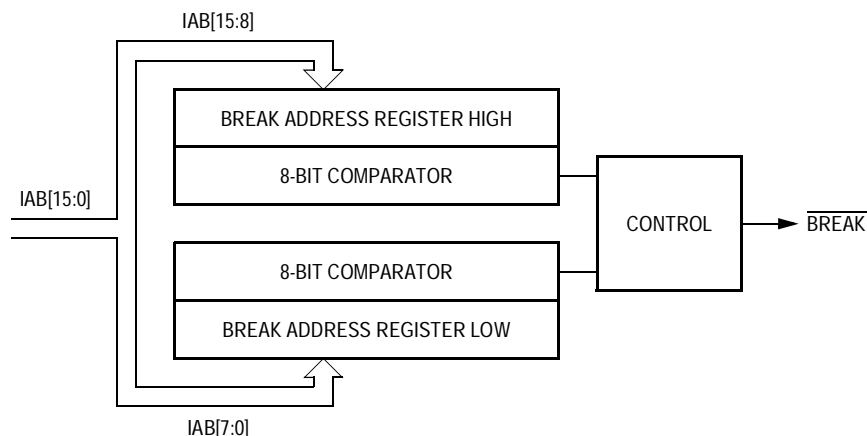 IAB[15:8]
BREAK ADDRESS REGISTER HIGH
8-BIT COMPARATOR
IAB[15:0]
CONTROL
BREAK
8-BIT COMPARATOR
BREAK ADDRESS REGISTER LOW
IAB[7:0]